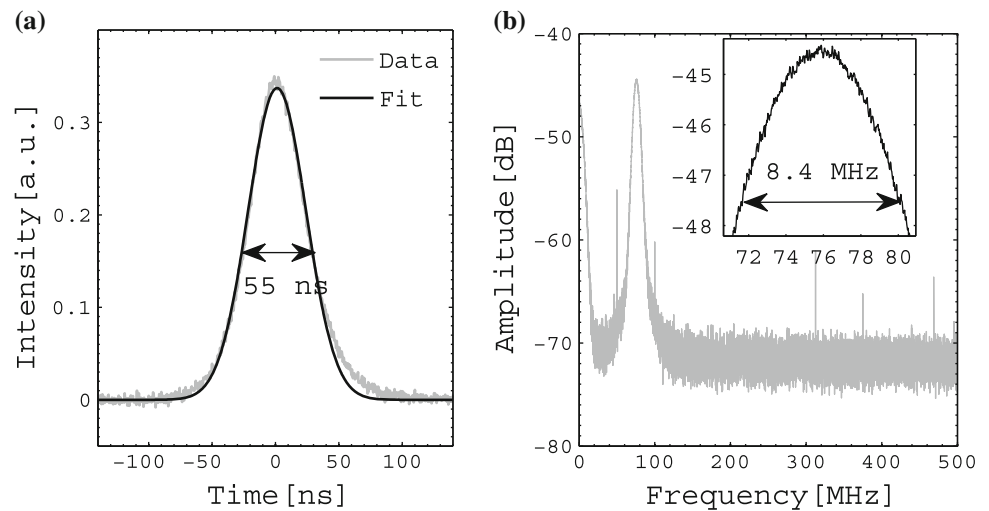 (a)
Data
Fit
0.3
0.2
0.1
0
55 ns
Intensity[a.u.]
-100 -50 0 50 100
Time[ns]
(b)
-40
-50
-60
-70
-80
Amplitude[dB]
-45
-46
-47
-48
8.4 MHz
72 74 76 78 80
0 100 200 300 400 500
Frequency[MHz]